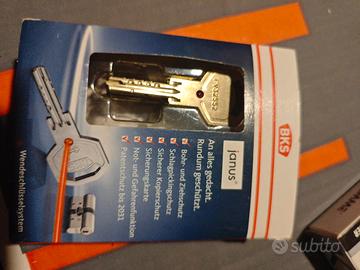 BKS
janus®
An alles gedacht.
Rundum geschützt.
Bohr- und Ziehschutz
Schlagpickingschutz
Sicherer Kopierschutz
Sicherungskarte
Not- und Gefahrenfunktion
Patentschutz bis 2031
Wendeschlüsselsystem
subito